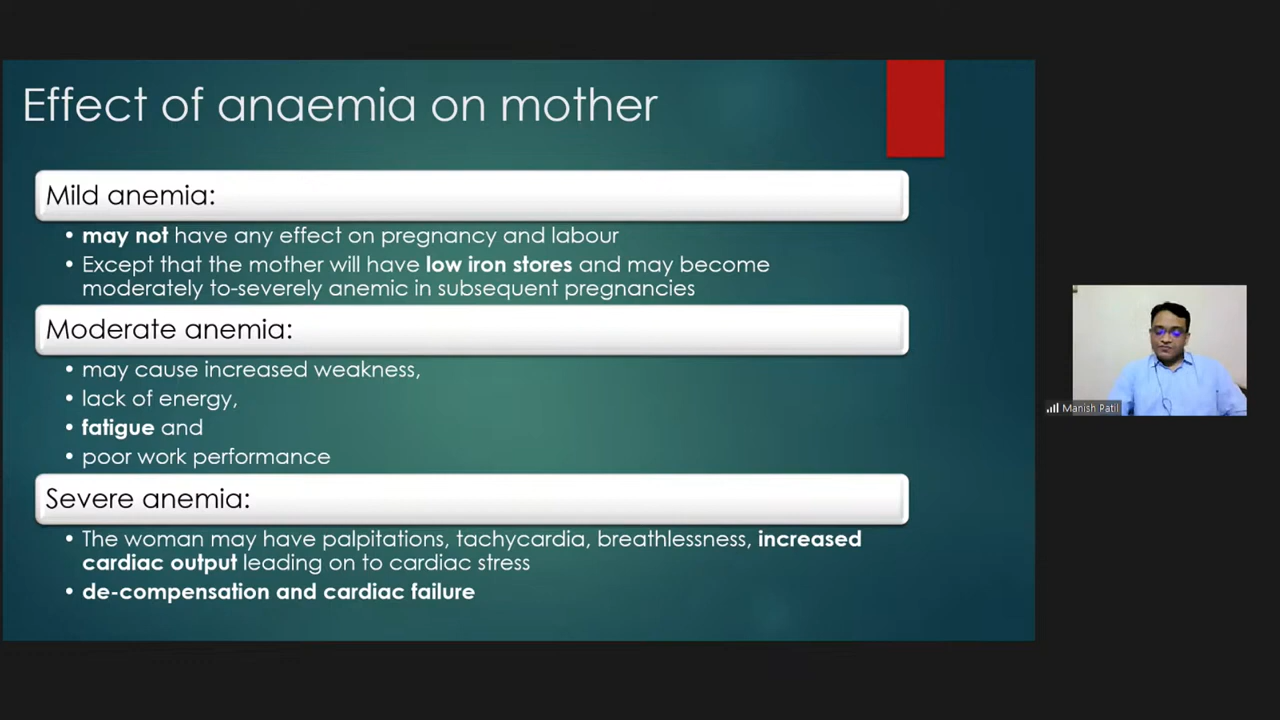 Effect of anaemia on mother
Mild anemia:
• may not have any effect on pregnancy and labour
• Except that the mother will have low iron stores and may become
moderately to-severely anemic in subsequent pregnancies
Moderate anemia:
• may cause increased weakness,
• lack of energy,
• fatigue and
• poor work performance
Severe anemia:
• The woman may have palpitations, tachycardia, breathlessness, increased
cardiac output leading on to cardiac stress
• de-compensation and cardiac failure
Manish Patil